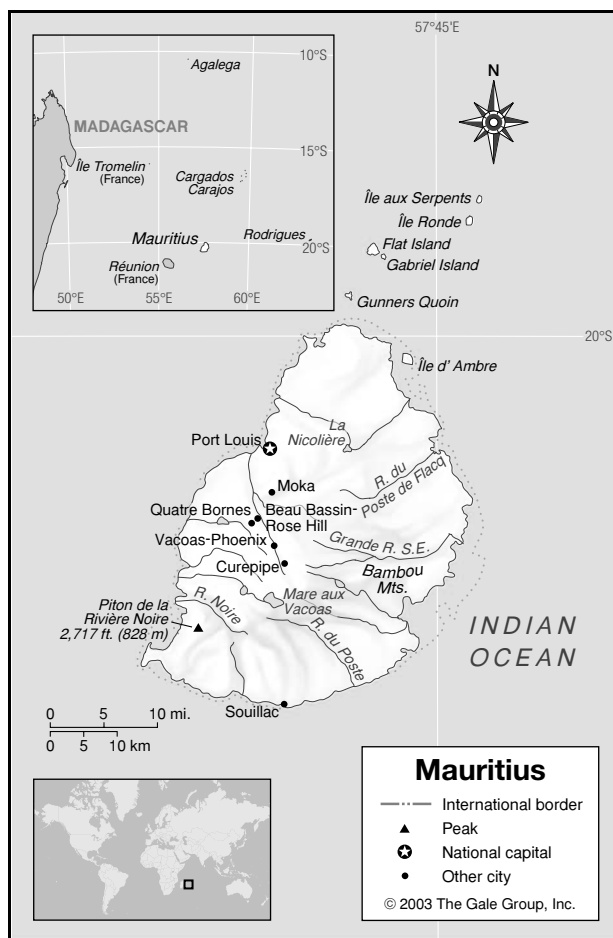 57°45'E
10°S
Agalega
MADAGASCAR
15°S
Île Tromelin
(France)
Cargados
Carajos
Mauritius
Rodrigues
20°S
Réunion
(France)
50°E
55°E
60°E
N
Île aux Serpents
Île Ronde
Flat Island
Gabriel Island
Gunners Quoin
20°S
Île d' Ambre
La
Nicolière
Port Louis
R. du
Poste de Flacq
Moka
Quatre Bornes
Beau Bassin-
Rose Hill
Vacoas-Phoenix
Grande R. S.E.
Curepipe
Bambou
Mts.
Mare aux
Vacoas
R. Noire
Piton de la
Rivière Noire
2,717 ft. (828 m)
R. du Poste
INDIAN
OCEAN
Souillac
0 5 10 mi.
0 5 10 km
Mauritius
International border
Peak
National capital
Other city
© 2003 The Gale Group, Inc.